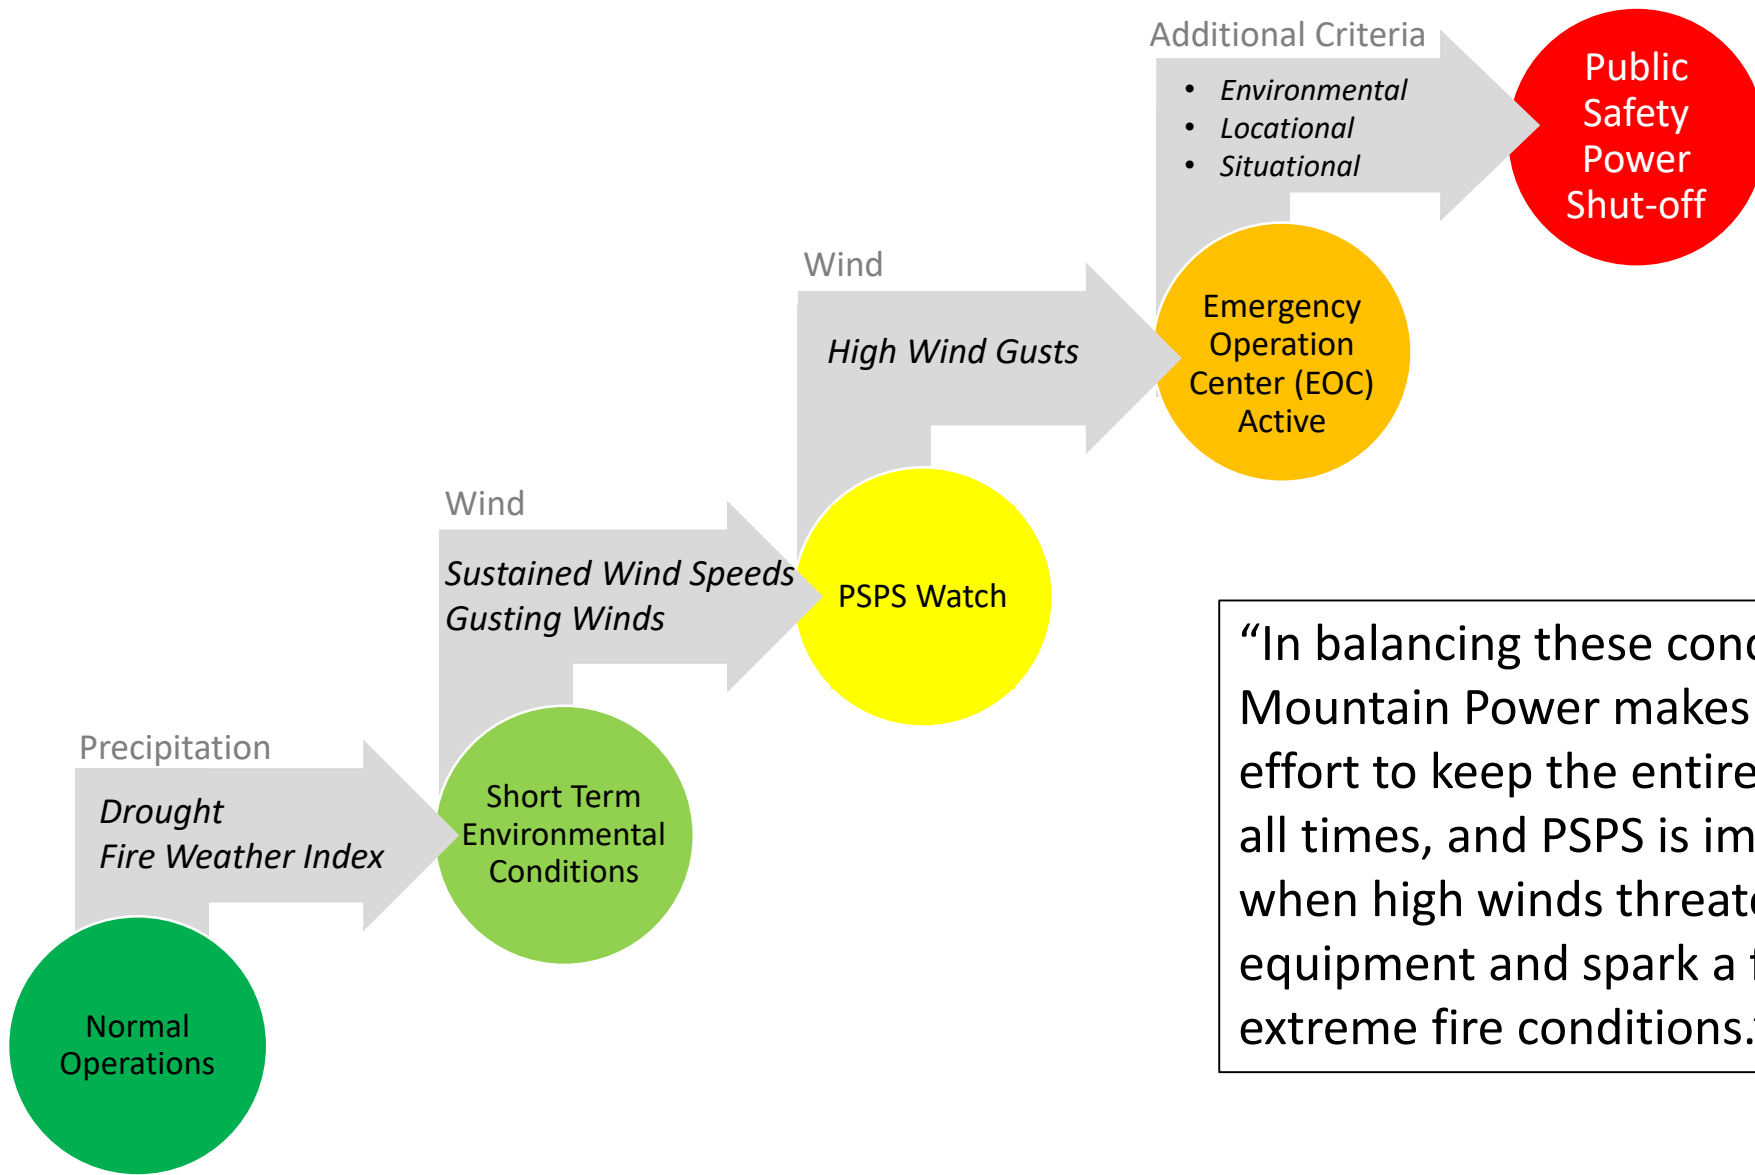 Additional Criteria
• Environmental
• Locational
• Situational
Public
Safety
Power
Shut-off
Wind
High Wind Gusts
Emergency
Operation
Center (EOC)
Active
Wind
Sustained Wind Speeds
Gusting Winds
PSPS Watch
Precipitation
Drought
Fire Weather Index
Short Term
Environmental
Conditions
Normal
Operations
“In balancing these
Mountain Power makes
effort to keep the entire
all times, and PSPS is
when high winds
equipment and spark a
extreme fire conditions.